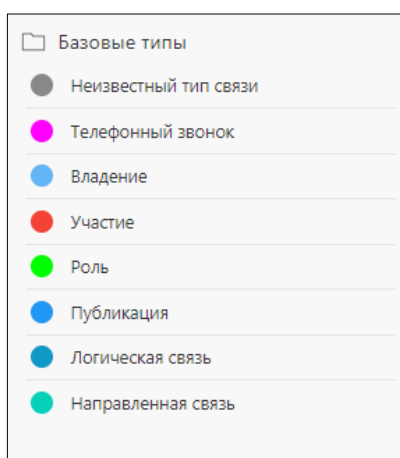 Базовые типы
Неизвестный тип связи
Телефонный звонок
Владение
Участие
Роль
Публикация
Логическая связь
Направленная связь